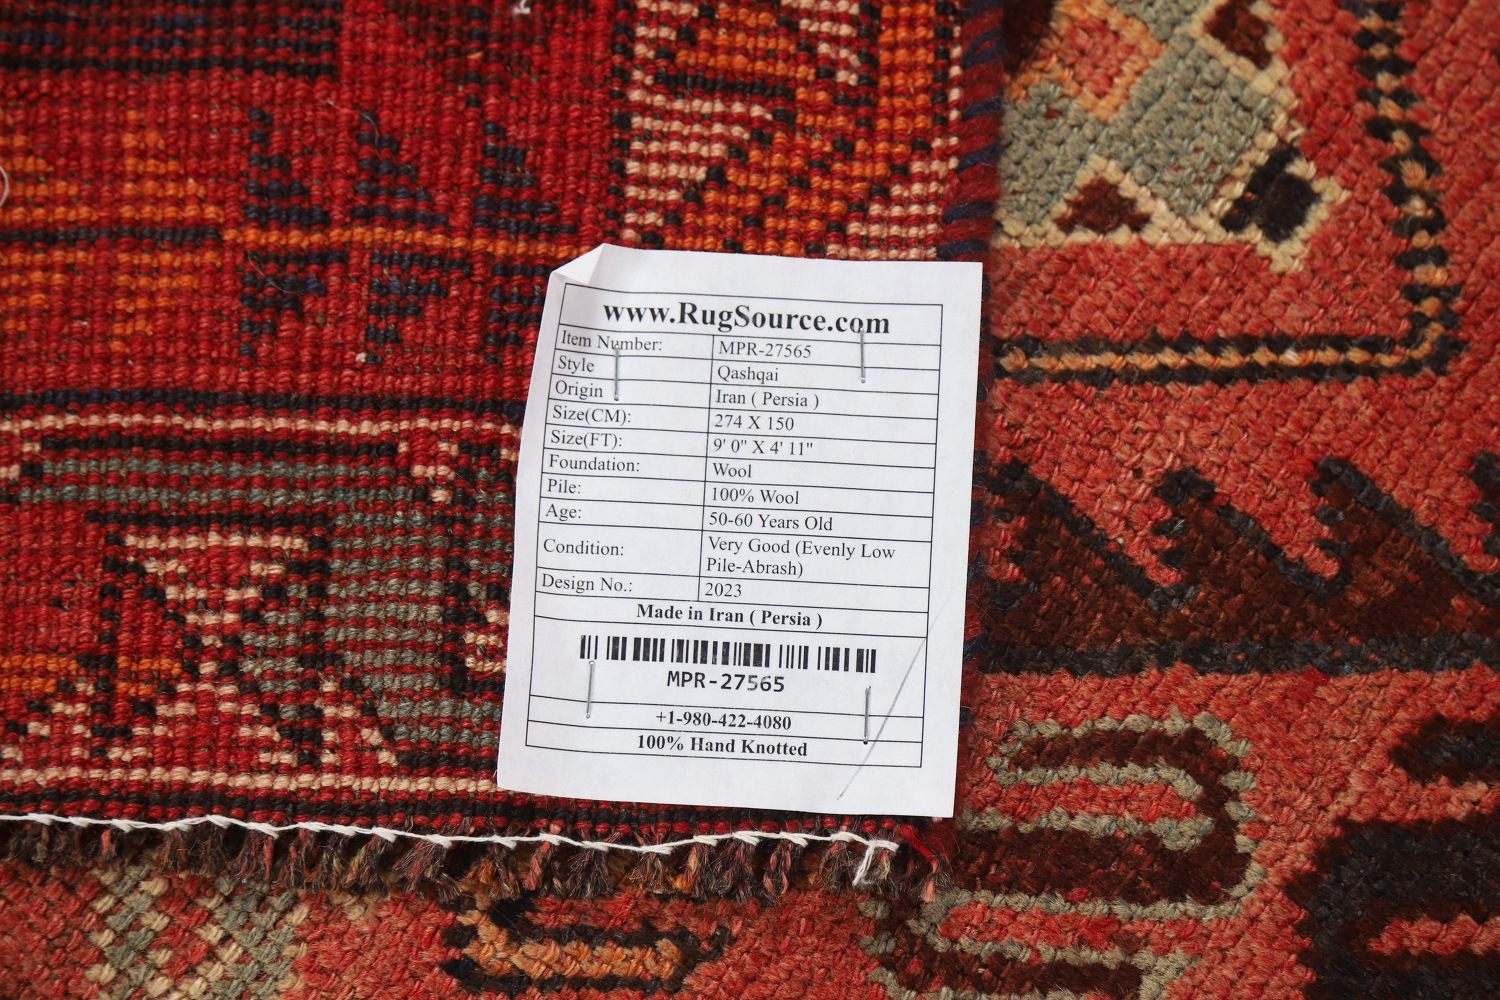 www.RugSource.com
Item Number: MPR-27565
Style Qashqai
Origin Iran ( Persia )
Size(CM): 274 X 150
Size(FT): 9' 0" X 4' 11"
Foundation: Wool
Pile: 100% Wool
Age: 50-60 Years Old
Condition: Very Good (Evenly Low
Pile-Abrash)
Design No.: 2023
Made in Iran ( Persia )
MPR-27565
+1-980-422-4080
100% Hand Knotted